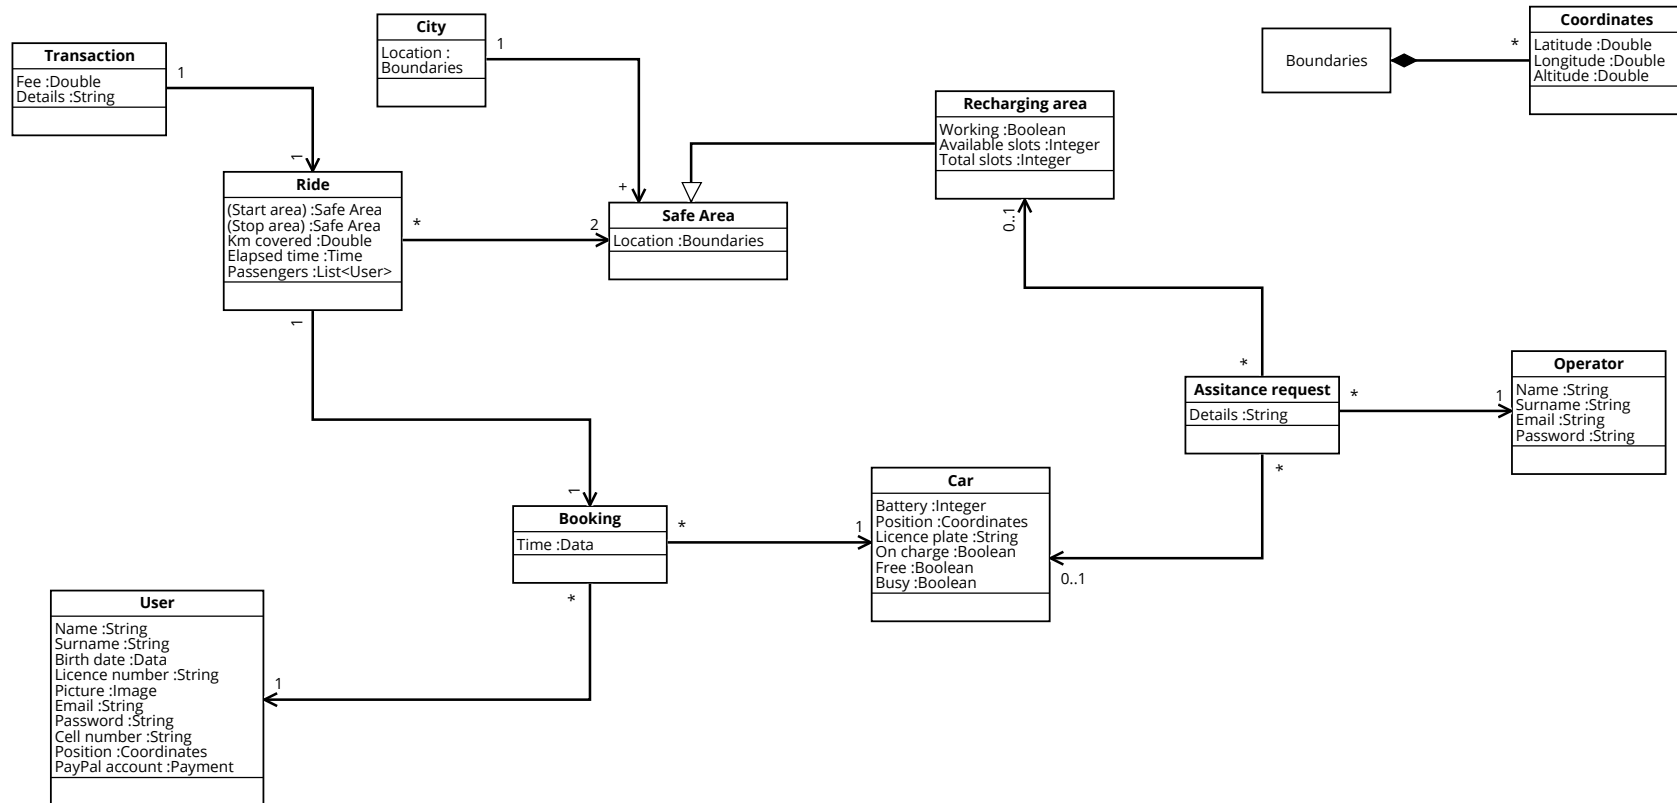 Transaction
Fee :Double
Details :String
1
City
Location :
Boundaries
1
Boundaries
*
Coordinates
Latitude :Double
Longitude :Double
Altitude :Double
Recharging area
Working :Boolean
Available slots :Integer
Total slots :Integer
1
Ride
(Start area) :Safe Area
(Stop area) :Safe Area
Km covered :Double
Elapsed time :Time
Passengers :List<User>
*
2
+
Safe Area
Location :Boundaries
0..1
*
Assitance request
Details :String
*
1
Operator
Name :String
Surname :String
Email :String
Password :String
1
1
Booking
Time :Data
*
1
Car
Battery :Integer
Position :Coordinates
Licence plate :String
On charge :Boolean
Free :Boolean
Busy :Boolean
*
0..1
*
1
User
Name :String
Surname :String
Birth date :Data
Licence number :String
Picture :Image
Email :String
Password :String
Cell number :String
Position :Coordinates
PayPal account :Payment